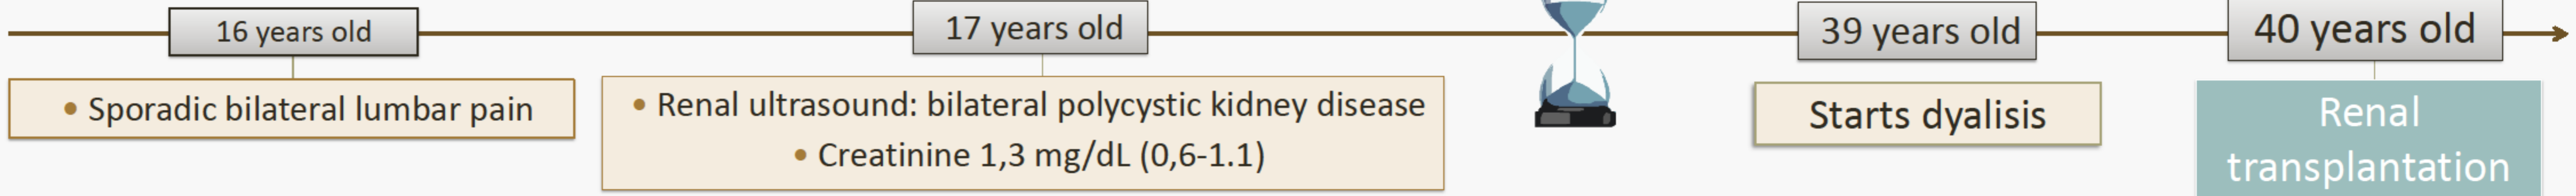 16 years old
• Sporadic bilateral lumbar pain
17 years old
• Renal ultrasound: bilateral polycystic kidney disease
• Creatinine 1,3 mg/dL (0,6-1.1)
39 years old
Starts dyalisis
40 years old
Renal
transplantation